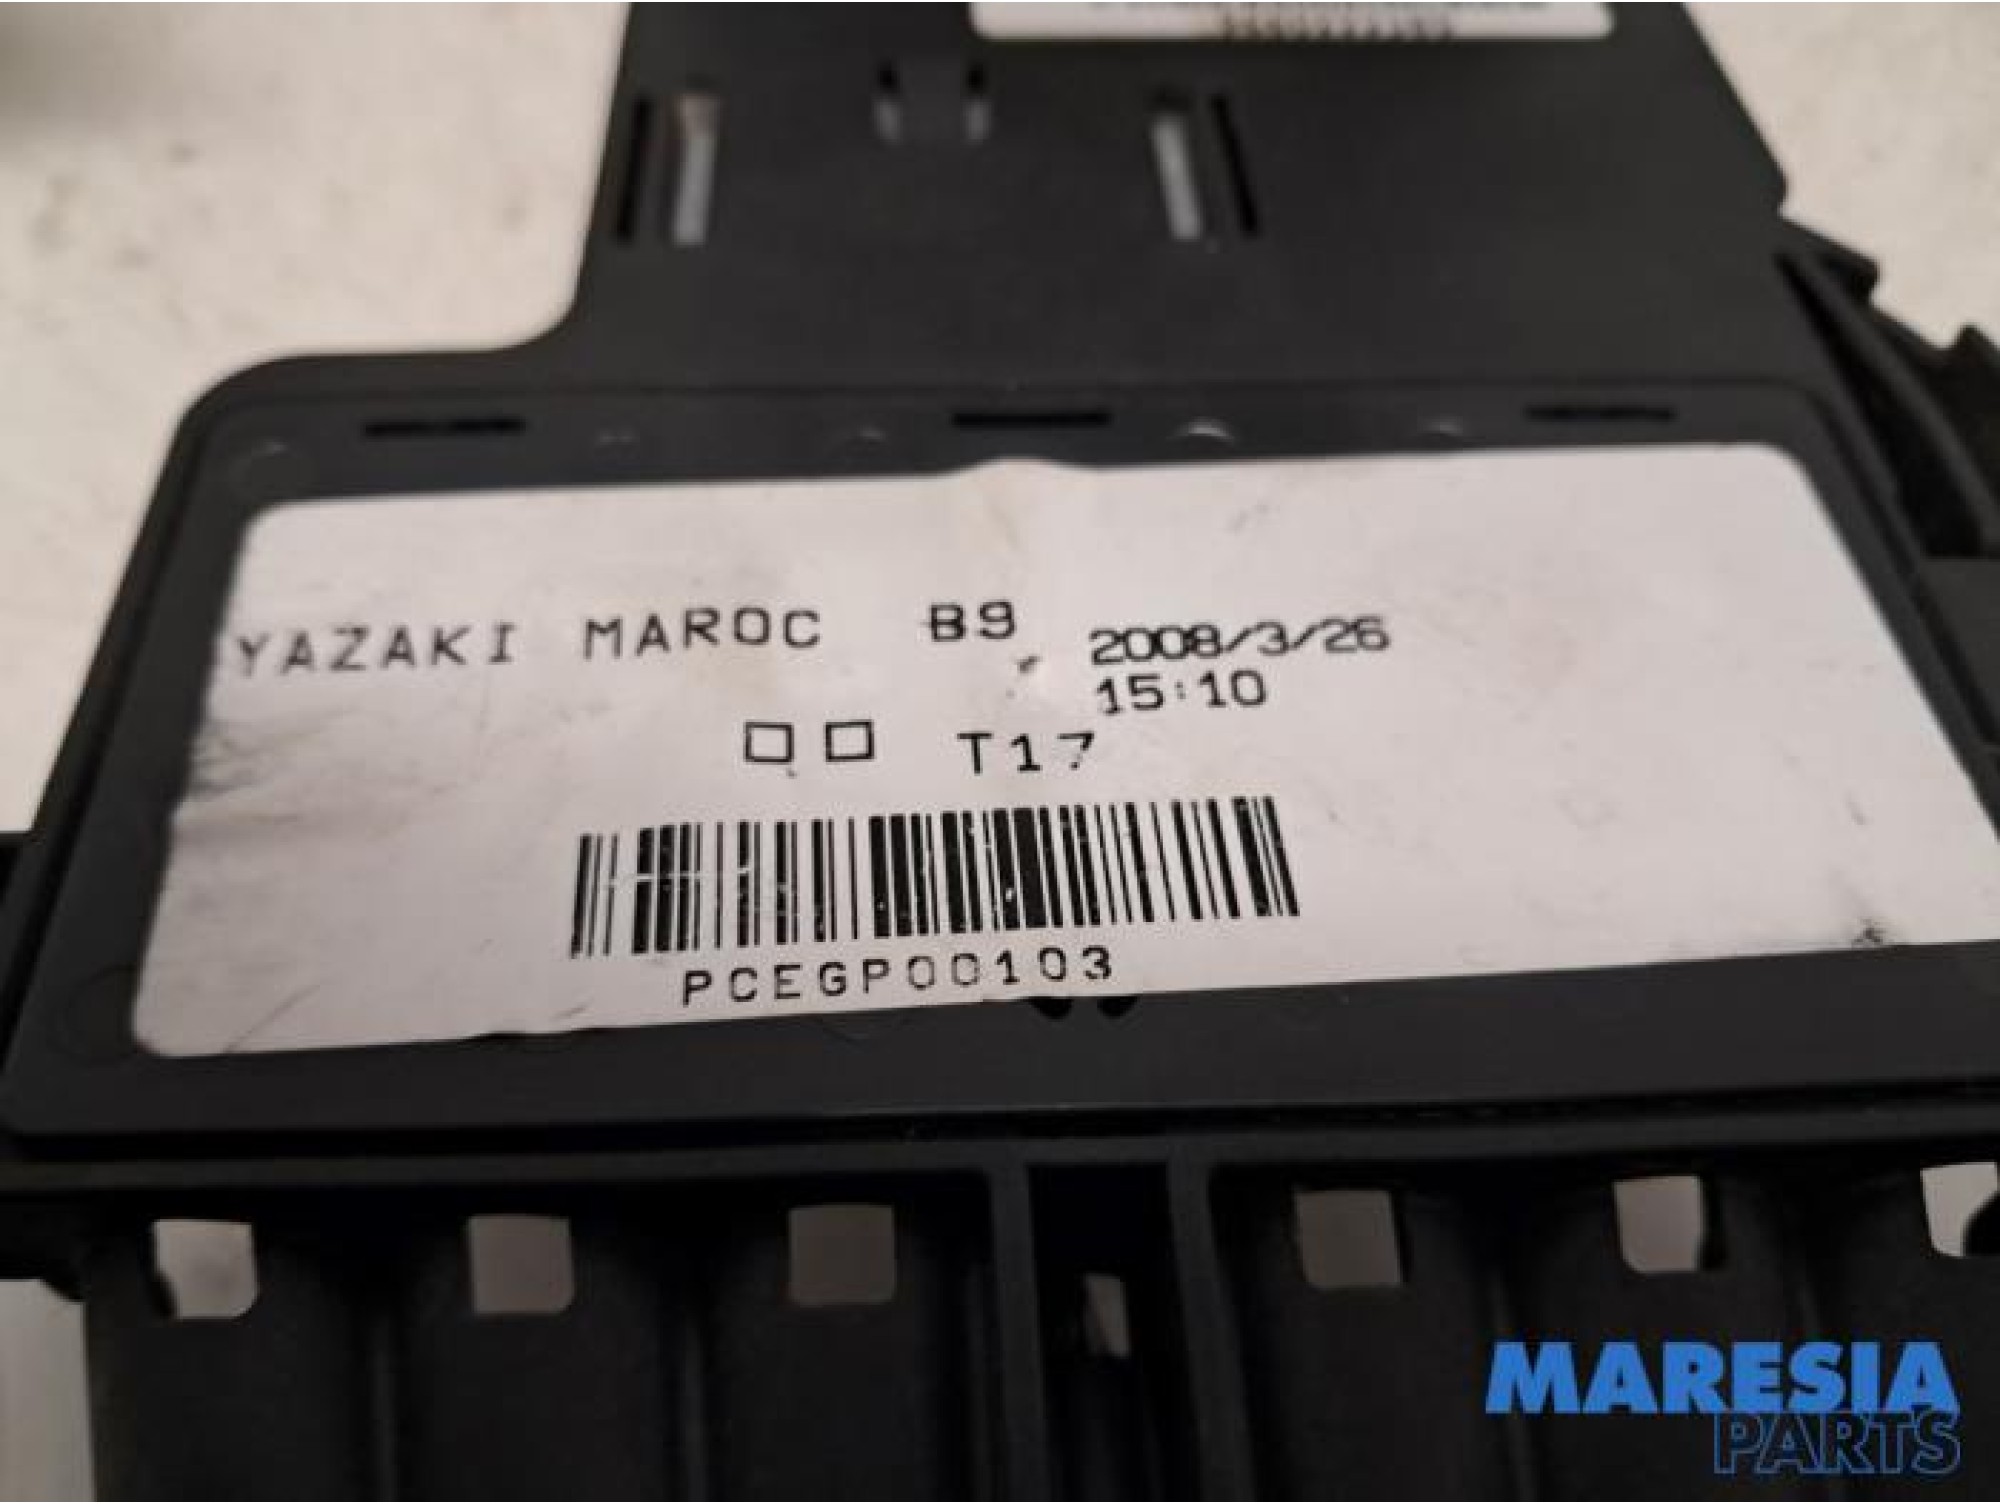 YAZAKI MAROC B9 2008/3/26
15:10
□□ T17
PCEGP00103
MARESIA
PARTS